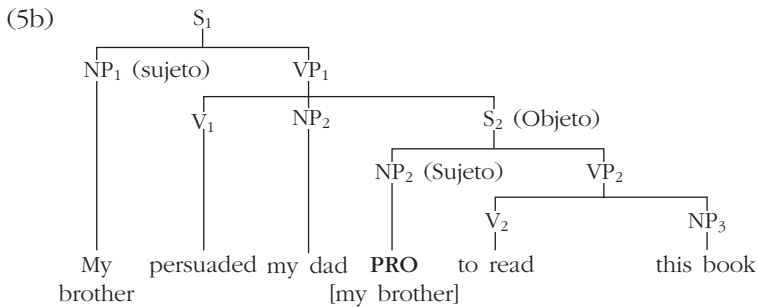 (5b) S₁
NP₁ (sujeto) VP₁
V₁ NP₂ S₂ (Objeto)
NP₂ (Sujeto) VP₂
V₂ NP₃
My persuaded my dad PRO to read this book
brother [my brother]